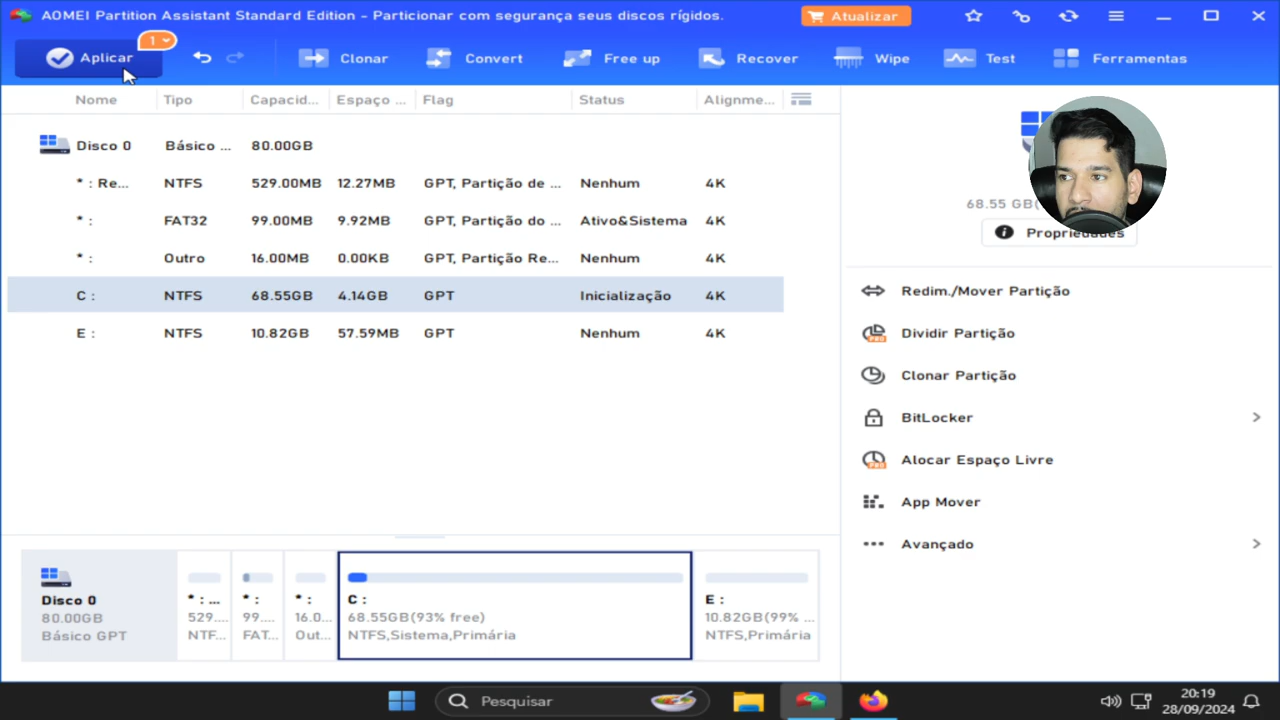 AOMEI Partition Assistant Standard Edition - Particionar com segurança seus discos rígidos.
Atualizar
Aplicar
1
Clonar
Convert
Free up
Recover
Wipe
Test
Ferramentas
Nome Tipo Capacid... Espaço ... Flag Status Alignme...
Disco 0 Básico ... 80.00GB
* : Re... NTFS 529.00MB 12.27MB GPT, Partição de ... Nenhum 4K
* : FAT32 99.00MB 9.92MB GPT, Partição do ... Ativo&Sistema 4K
* : Outro 16.00MB 0.00KB GPT, Partição Re... Nenhum 4K
C : NTFS 68.55GB 4.14GB GPT Inicialização 4K
E : NTFS 10.82GB 57.59MB GPT Nenhum 4K
68.55 GB
Propriedades
Redim./Mover Partição
Dividir Partição
PRO
Clonar Partição
BitLocker
Alocar Espaço Livre
PRO
App Mover
Avançado
Disco 0
80.00GB
Básico GPT
* : ...
529....
NTF...
* :
99....
FAT...
* :
16.0...
Out...
C :
68.55GB(93% free)
NTFS,Sistema,Primária
E :
10.82GB(99% ...
NTFS,Primária
Pesquisar
20:19
28/09/2024